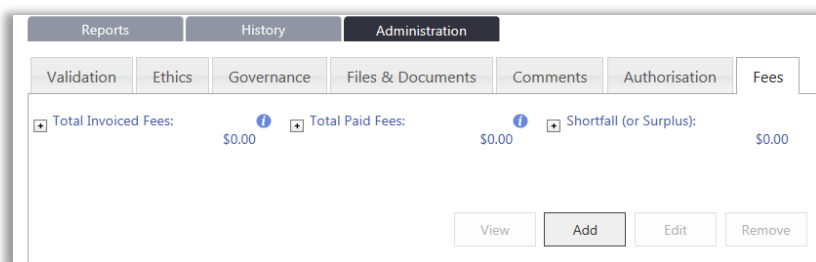 Reports History Administration
Validation Ethics Governance Files & Documents Comments Authorisation Fees
Total Invoiced Fees: Total Paid Fees: Shortfall (or Surplus):
$0.00 $0.00 $0.00
View Add Edit Remove